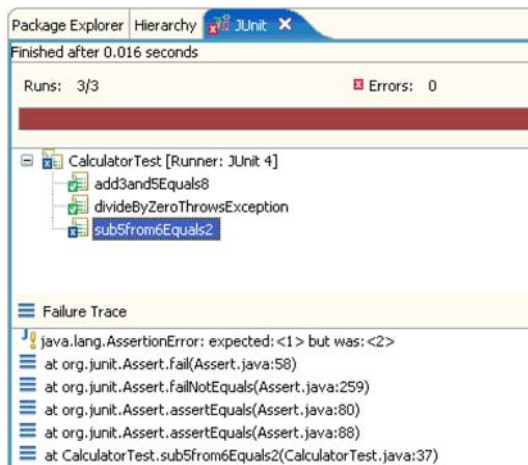 Package Explorer Hierarchy JUnit
Finished after 0.016 seconds
Runs: 3/3 Errors: 0
CalculatorTest [Runner: JUnit 4]
add3and5Equals8
divideByZeroThrowsException
sub5from6Equals2
Failure Trace
java.lang.AssertionError: expected:<1> but was:<2>
at org.junit.Assert.fail(Assert.java:58)
at org.junit.Assert.failNotEquals(Assert.java:259)
at org.junit.Assert.assertEquals(Assert.java:80)
at org.junit.Assert.assertEquals(Assert.java:88)
at CalculatorTest.sub5from6Equals2(CalculatorTest.java:37)